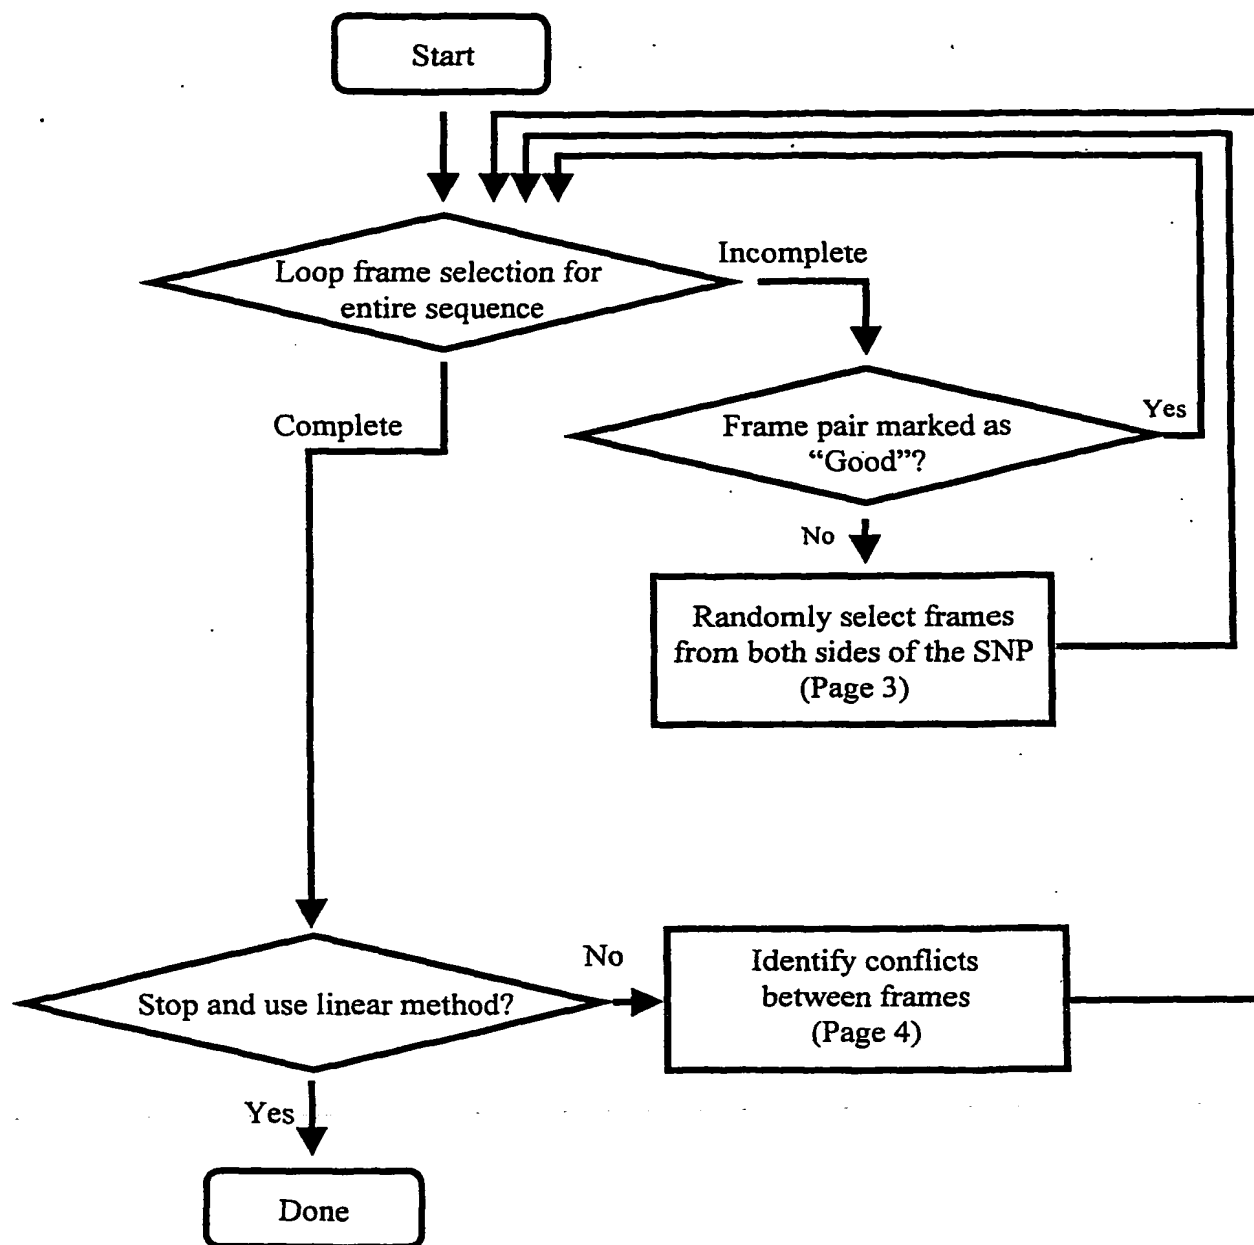 Start
Loop frame selection for
entire sequence
Incomplete
Complete
Frame pair marked as
“Good”?
Yes
No
Randomly select frames
from both sides of the SNP
(Page 3)
Stop and use linear method?
No
Identify conflicts
between frames
(Page 4)
Yes
Done